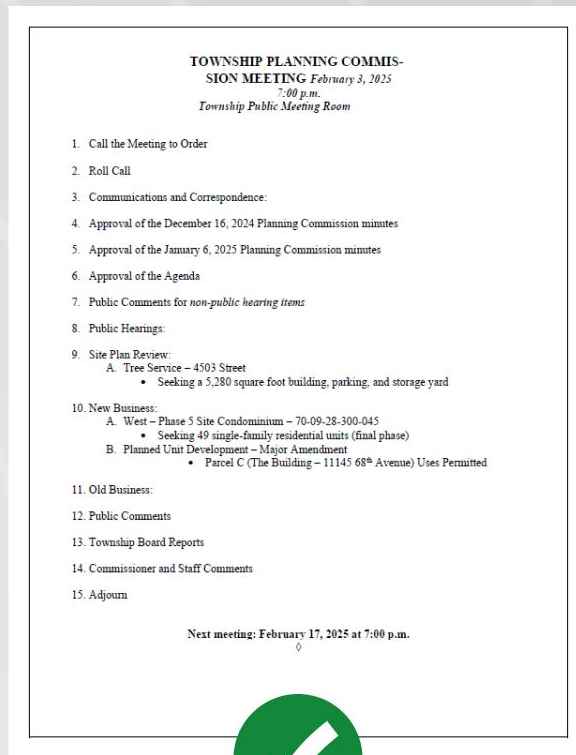 TOWNSHIP PLANNING COMMIS-
SION MEETING February 3, 2025
7:00 p.m.
Township Public Meeting Room
1. Call the Meeting to Order
2. Roll Call
3. Communications and Correspondence:
4. Approval of the December 16, 2024 Planning Commission minutes
5. Approval of the January 6, 2025 Planning Commission minutes
6. Approval of the Agenda
7. Public Comments for non-public hearing items
8. Public Hearings:
9. Site Plan Review:
A. Tree Service – 4503 Street
• Seeking a 5,280 square foot building, parking, and storage yard
10. New Business:
A. West – Phase 5 Site Condominium – 70-09-28-300-045
• Seeking 49 single-family residential units (final phase)
B. Planned Unit Development – Major Amendment
• Parcel C (The Building – 11145 68th Avenue) Uses Permitted
11. Old Business:
12. Public Comments
13. Township Board Reports
14. Commissioner and Staff Comments
15. Adjourn
Next meeting: February 17, 2025 at 7:00 p.m.
◊